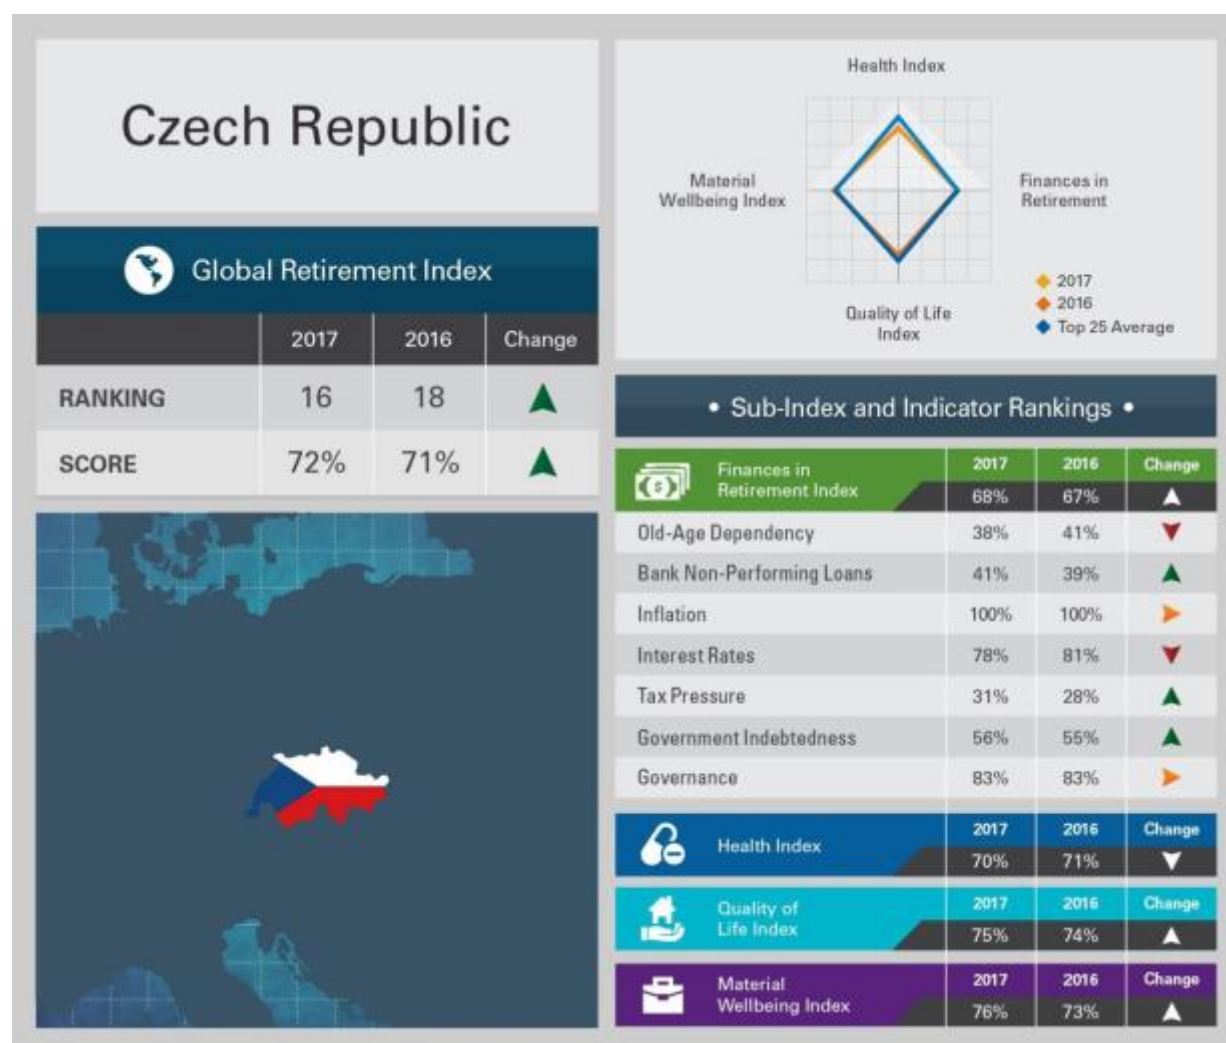 Czech Republic
Global Retirement Index
2017 2016 Change
RANKING 16 18
SCORE 72% 71%
Health Index
Material
Wellbeing Index
Finances in
Retirement
Quality of Life
Index
2017
2016
Top 25 Average
• Sub-Index and Indicator Rankings •
Finances in
Retirement Index
2017 2016 Change
68% 67%
Old-Age Dependency 38% 41%
Bank Non-Performing Loans 41% 39%
Inflation 100% 100%
Interest Rates 78% 81%
Tax Pressure 31% 28%
Government Indebtedness 56% 55%
Governance 83% 83%
Health Index
2017 2016 Change
70% 71%
Quality of
Life Index
2017 2016 Change
75% 74%
Material
Wellbeing Index
2017 2016 Change
76% 73%